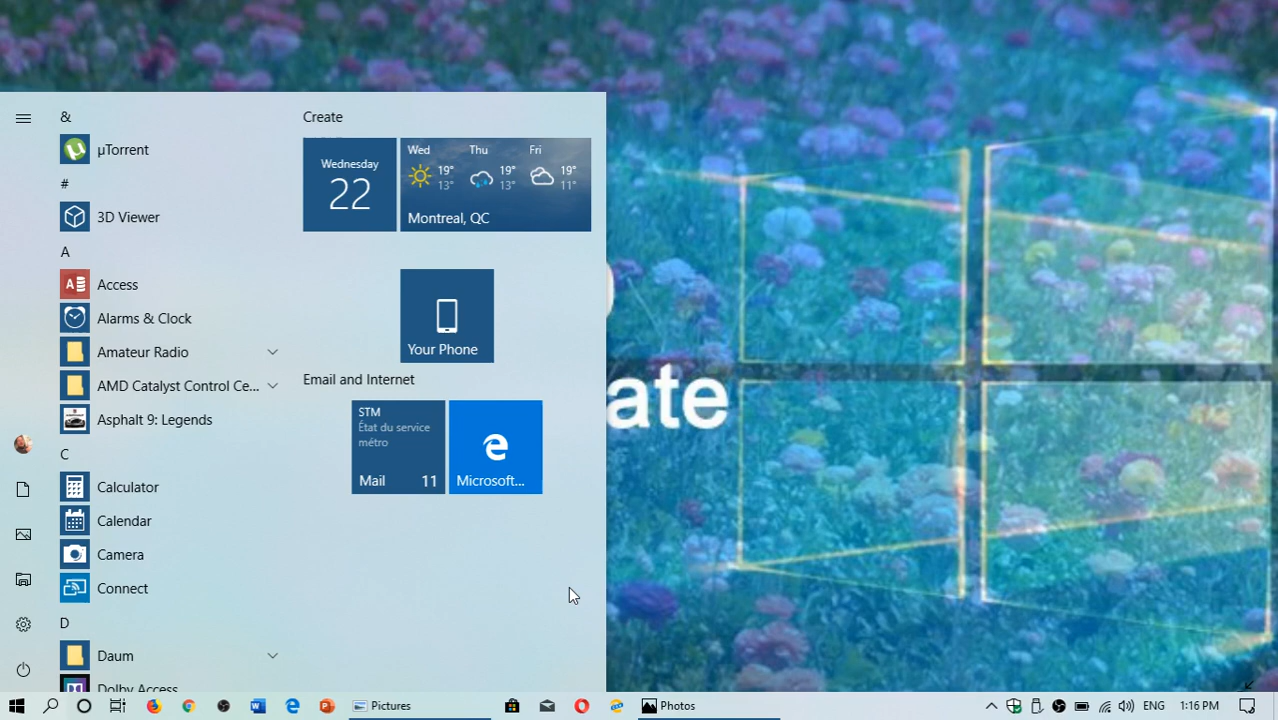 &
µTorrent
#
3D Viewer
A
Access
Alarms & Clock
Amateur Radio
AMD Catalyst Control Ce...
Asphalt 9: Legends
C
Calculator
Calendar
Camera
Connect
D
Daum
Dolby Access
Create
Wednesday
22
Wed Thu Fri
19° 19° 19°
13° 13° 11°
Montreal, QC
Your Phone
Email and Internet
STM
État du service
métro
Mail 11
Microsoft...
ate
Pictures
Photos
ENG
1:16 PM